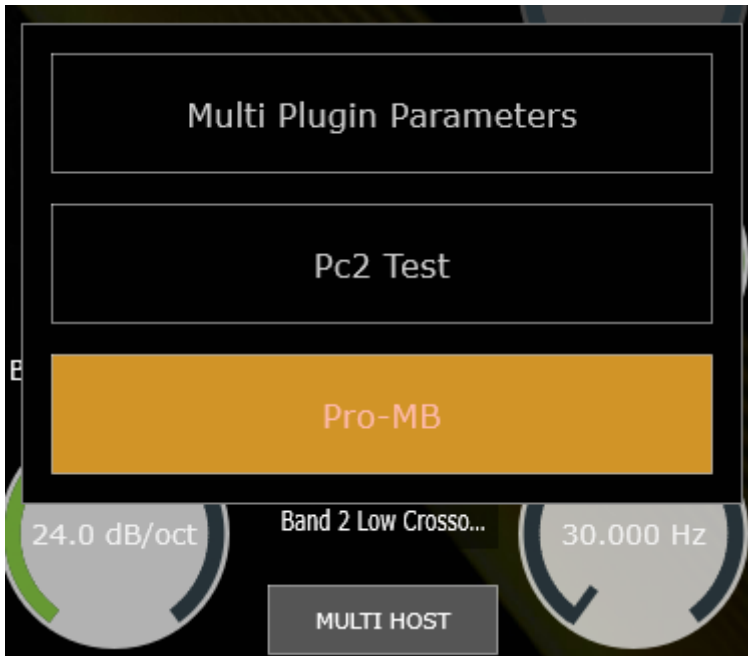 Multi Plugin Parameters
Pc2 Test
B
Pro-MB
24.0 dB/oct
Band 2 Low Crosso...
30.000 Hz
MULTI HOST